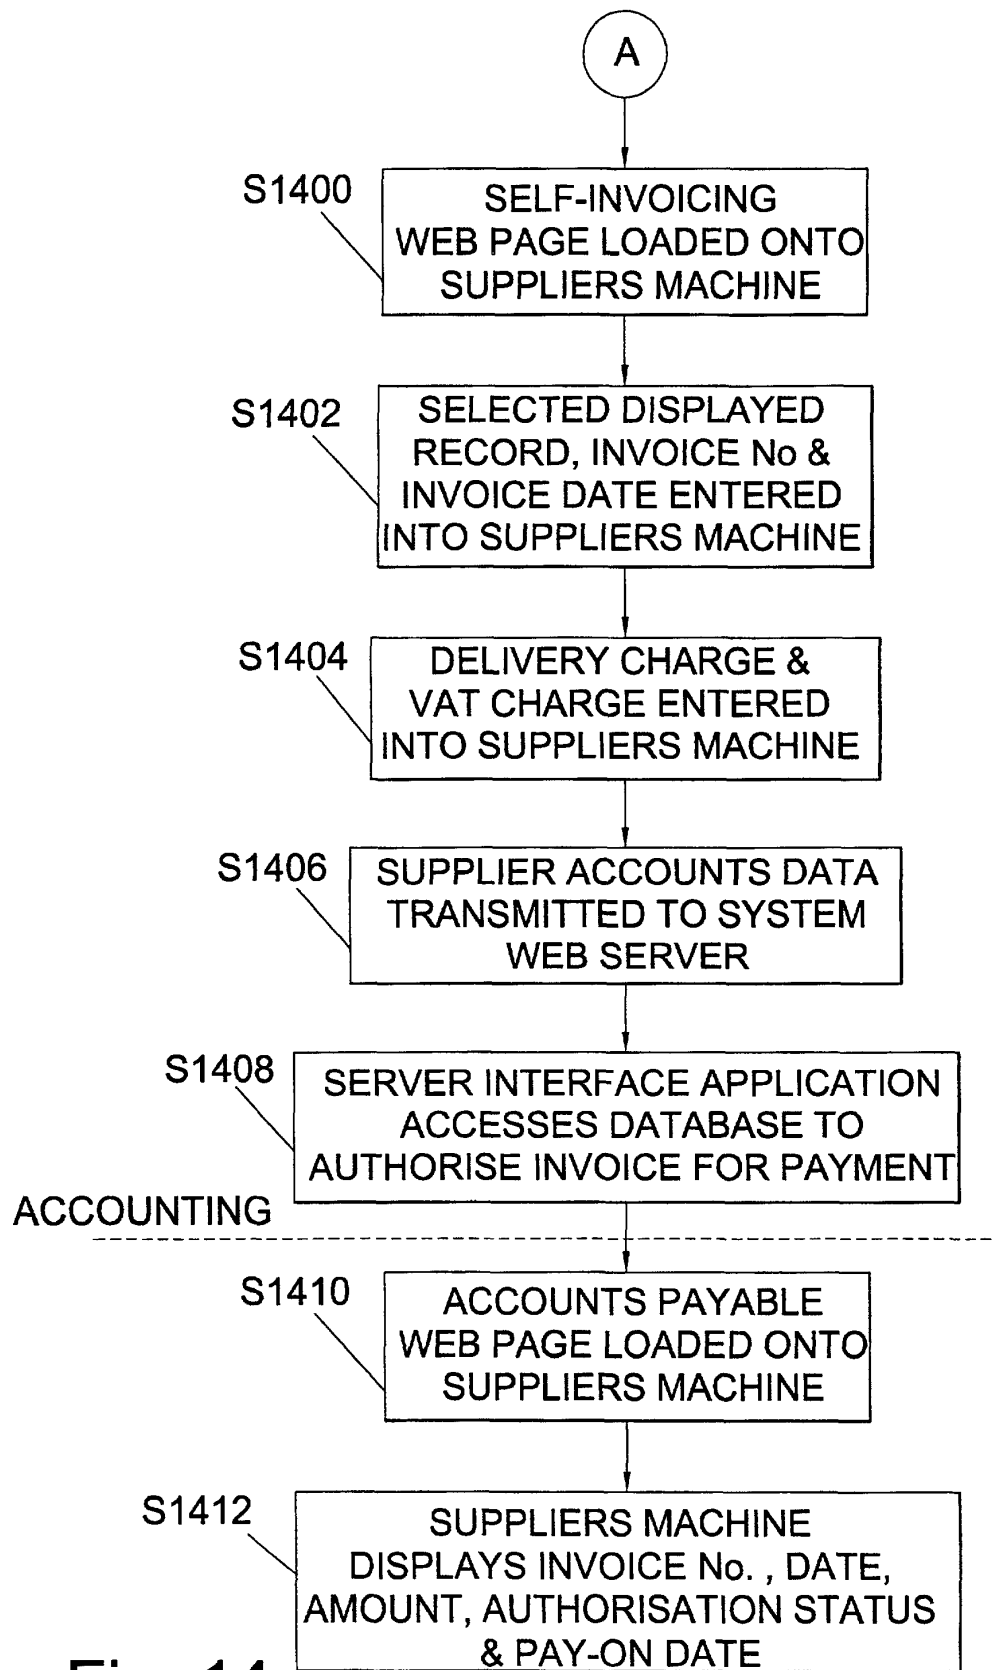 A
S1400
SELF-INVOICING
WEB PAGE LOADED ONTO
SUPPLIERS MACHINE
S1402
SELECTED DISPLAYED
RECORD, INVOICE No &
INVOICE DATE ENTERED
INTO SUPPLIERS MACHINE
S1404
DELIVERY CHARGE &
VAT CHARGE ENTERED
INTO SUPPLIERS MACHINE
S1406
SUPPLIER ACCOUNTS DATA
TRANSMITTED TO SYSTEM
WEB SERVER
S1408
SERVER INTERFACE APPLICATION
ACCESSES DATABASE TO
AUTHORISE INVOICE FOR PAYMENT
ACCOUNTING
S1410
ACCOUNTS PAYABLE
WEB PAGE LOADED ONTO
SUPPLIERS MACHINE
S1412
SUPPLIERS MACHINE
DISPLAYS INVOICE No. , DATE,
AMOUNT, AUTHORISATION STATUS
& PAY-ON DATE
Fig. 14